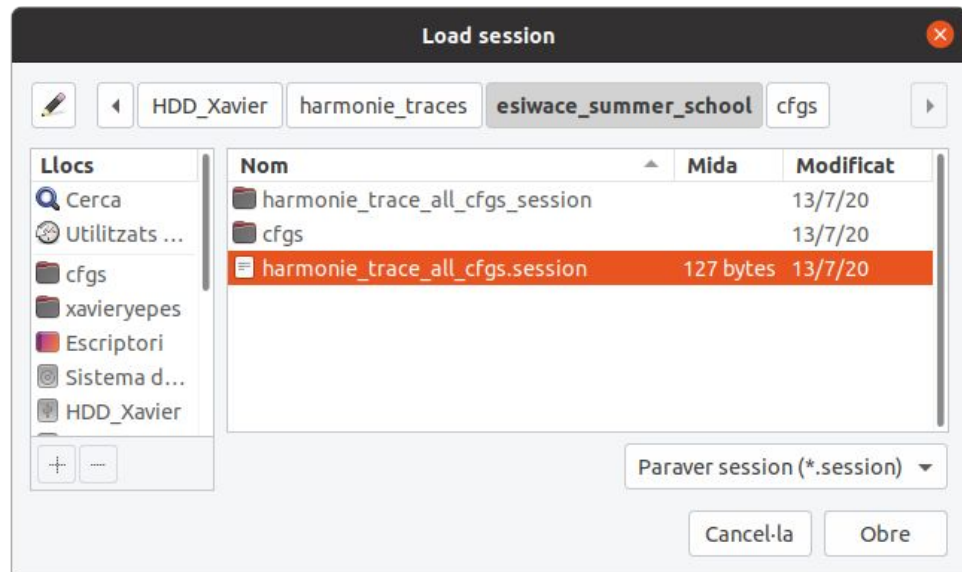 Load session
HDD_Xavier harmonie_traces esiwace_summer_school cfgs
Llocs Nom Mida Modificat
Cerca harmonie_trace_all_cfgs_session 13/7/20
Utilitzats ... cfgs 13/7/20
cfgs harmonie_trace_all_cfgs.session 127 bytes 13/7/20
xavieryepes
Escriptori
Sistema d...
HDD_Xavier
Paraver session (*.session)
Cancel·la Obre